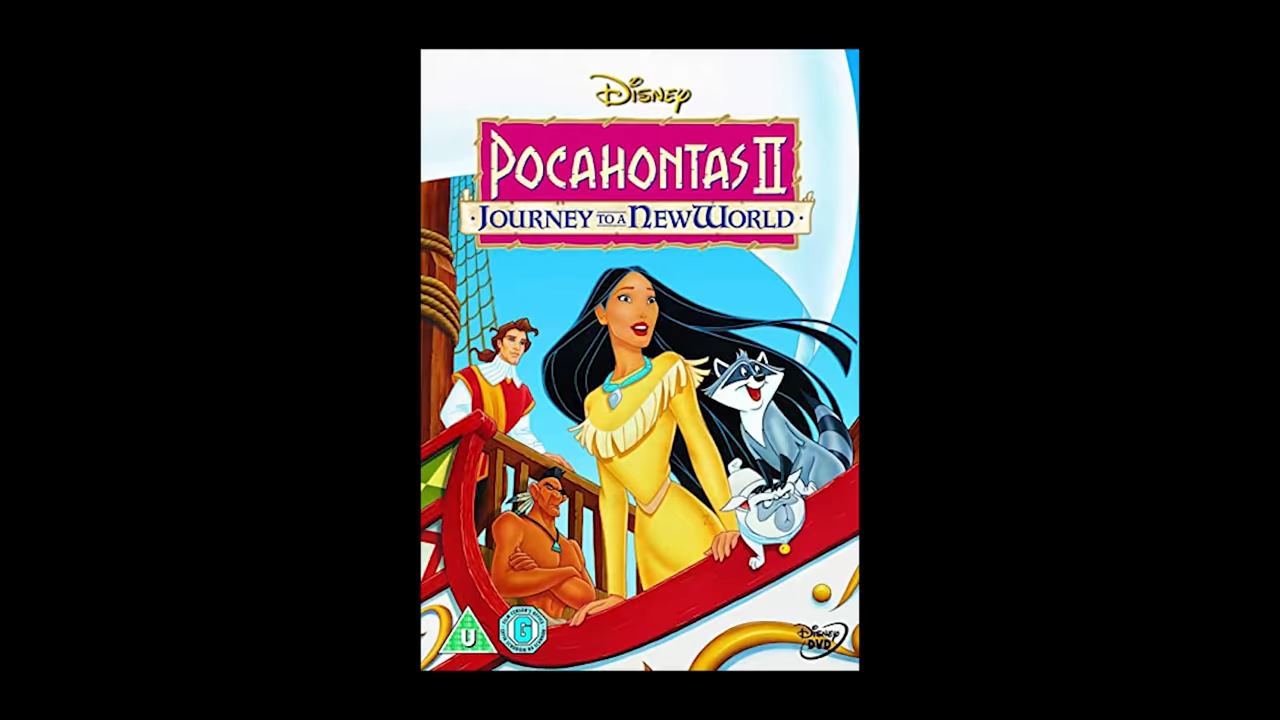 Disney
POCAHONTAS II
· JOURNEY TO A NEW WORLD ·
U
G
Disney
DVD